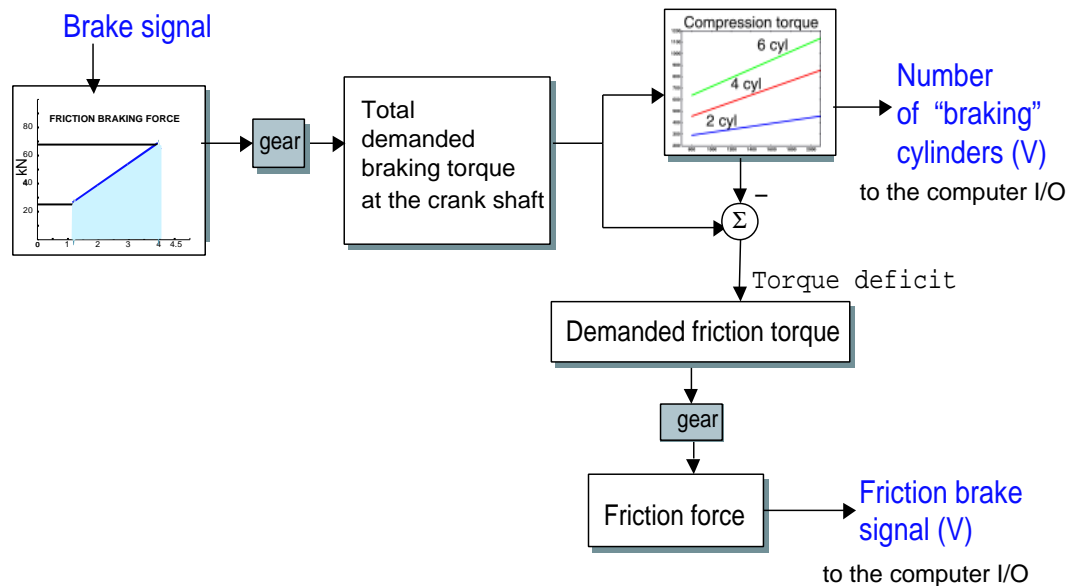 Brake signal
FRICTION BRAKING FORCE
80
60
kN
40
20
0
1
2
3
4
4.5
gear
Total
demanded
braking torque
at the crank shaft
Compression torque
6 cyl
4 cyl
2 cyl
Number
of “braking”
cylinders (V)
to the computer I/O
−
Σ
Torque deficit
Demanded friction torque
gear
Friction force
Friction brake
signal (V)
to the computer I/O